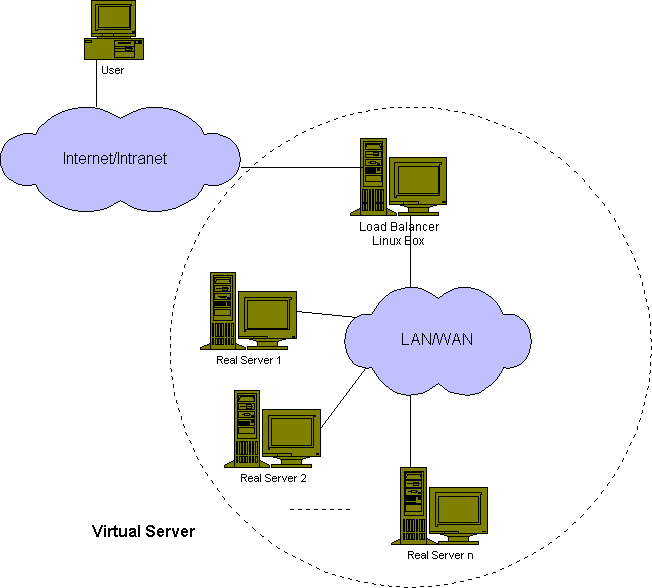 User
Internet/Intranet
Load Balancer
Linux Box
Real Server 1
LAN/WAN
Real Server 2
Virtual Server
Real Server n